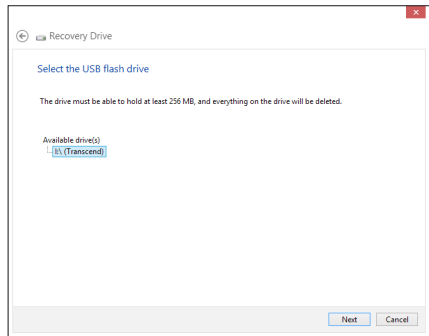 Recovery Drive
Select the USB flash drive
The drive must be able to hold at least 256 MB, and everything on the drive will be deleted.
Available drive(s)
I:\ (Transcend)
Next Cancel